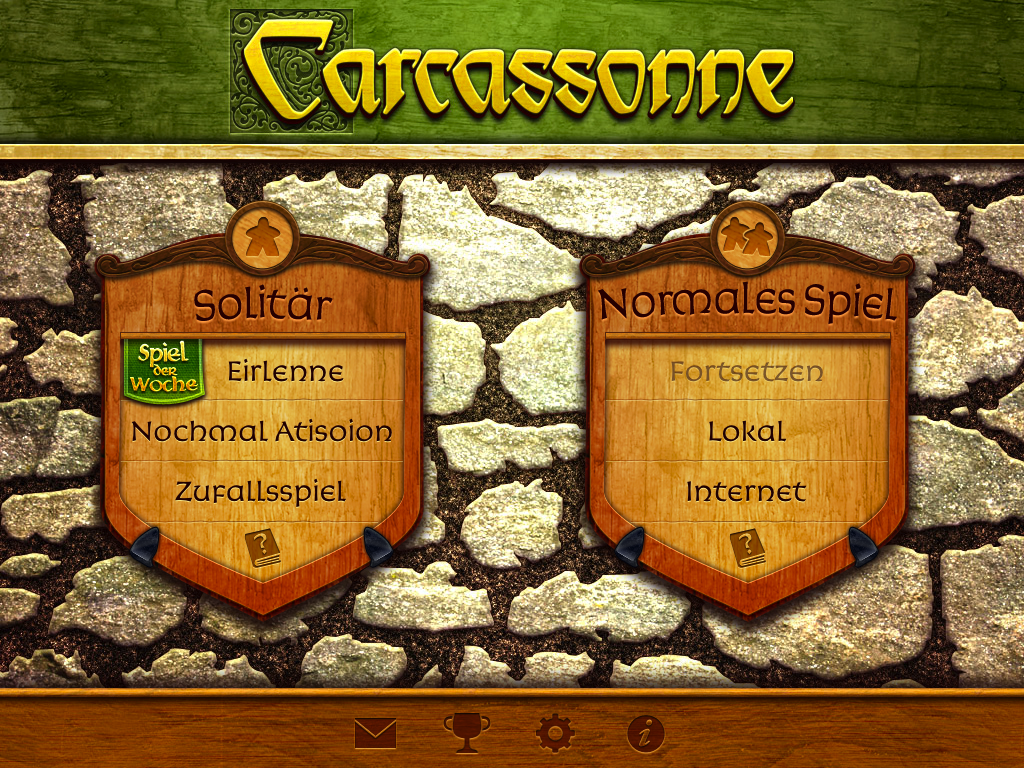 Carcassonne
Solitär
Spiel
der
Woche
Eirlenne
Nochmal Atisoion
Zufallsspiel
?
Normales Spiel
Fortsetzen
Lokal
Internet
?
i